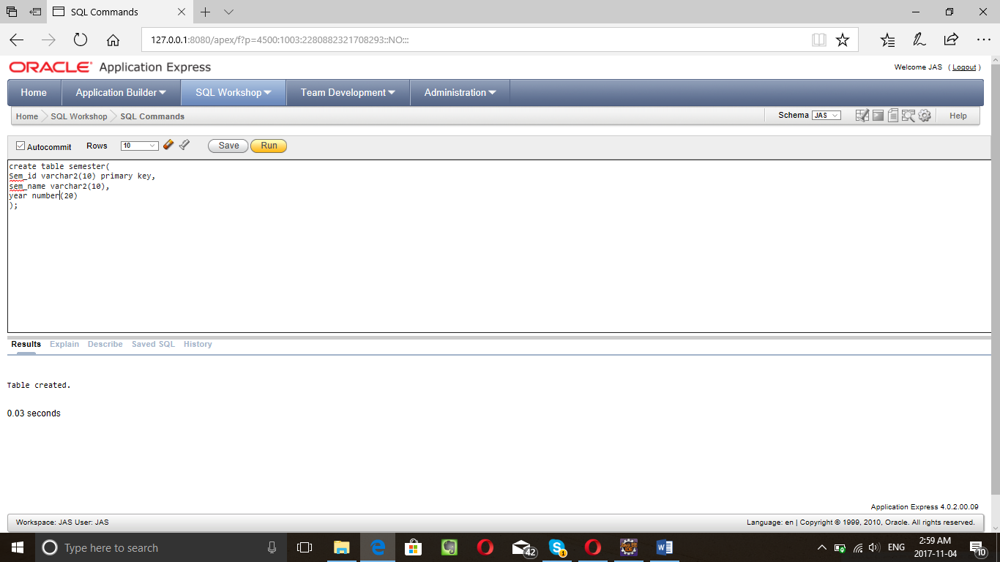 SQL Commands
127.0.0.1:8080/apex/f?p=4500:1003:2280882321708293::NO:::
ORACLE Application Express
Welcome JAS ( Logout )
Home Application Builder SQL Workshop Team Development Administration
Home SQL Workshop SQL Commands Schema JAS Help
Autocommit Rows 10 Save Run
create table semester(
Sem_id varchar2(10) primary key,
sem_name varchar2(10),
year number(20)
);
Results Explain Describe Saved SQL History
Table created.
0.03 seconds
Application Express 4.0.2.00.09
Workspace: JAS User: JAS Language: en | Copyright © 1999, 2010, Oracle. All rights reserved.
Type here to search 42 1 W ENG 2:59 AM
2017-11-04 10